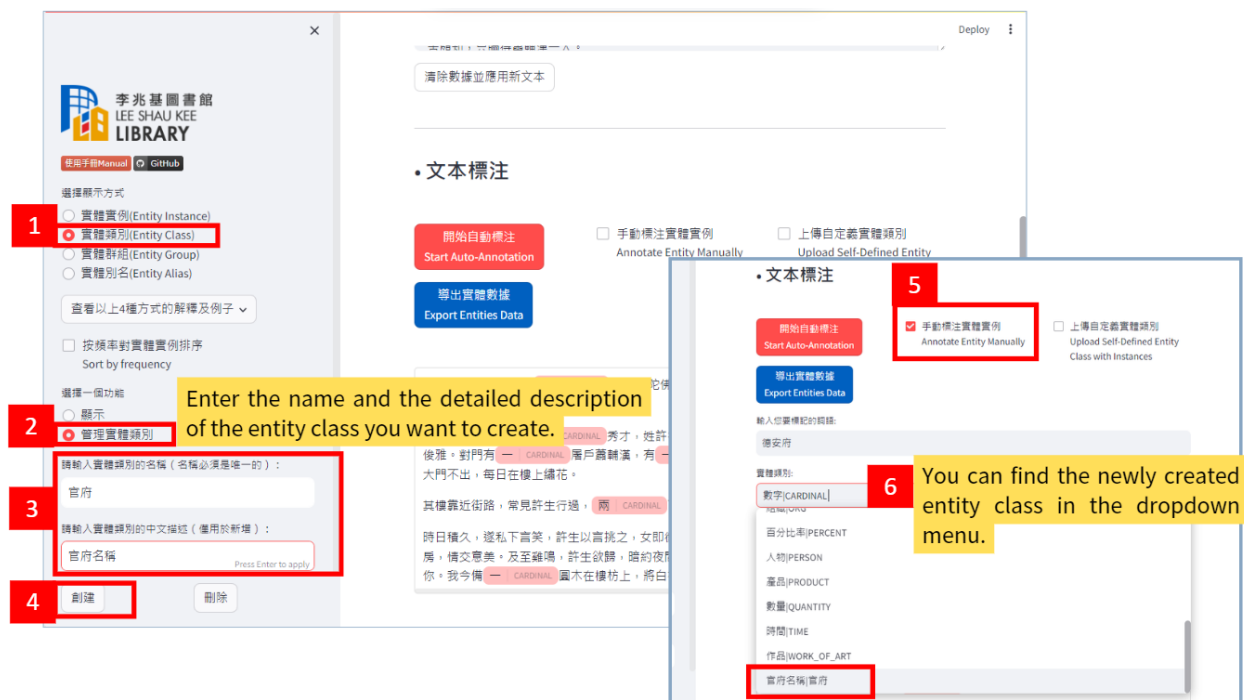 Deploy
清除數據並應用新文本
李兆基圖書館
LEE SHAU KEE
LIBRARY
使用手冊Manual
GitHub
選擇顯示方式
1
實體實例(Entity Instance)
實體類別(Entity Class)
實體群組(Entity Group)
實體別名(Entity Alias)
查看以上4種方式的解釋及例子
按頻率對實體實例排序
Sort by frequency
選擇一個功能
顯示
2
管理實體類別
Enter the name and the detailed description
of the entity class you want to create.
3
請輸入實體類別的名稱（名稱必須是唯一的）：
官府
請輸入實體類別的中文描述（僅用於新增）：
官府名稱
Press Enter to apply
4
創建
刪除
• 文本標注
開始自動標注
Start Auto-Annotation
手動標注實體實例
Annotate Entity Manually
上傳自定義實體類別
Upload Self-Defined Entity
導出實體數據
Export Entities Data
陀佛
CARDINAL 秀才，姓許
俊雅。對門有 一 CARDINAL 屠戶蕭輔漢，有 一
大門不出，每日在樓上繡花。
其樓靠近街路，常見許生行過，兩 CARDINAL
時日積久，遂私下言笑，許生以言挑之，女即
房，情交意美。及至雞鳴，許生欲歸，暗約夜
你。我今備 一 CARDINAL 圓木在樓枋上，將白
• 文本標注
5
開始自動標注
Start Auto-Annotation
手動標注實體實例
Annotate Entity Manually
上傳自定義實體類別
Upload Self-Defined Entity
Class with Instances
導出實體數據
Export Entities Data
輸入您要標記的詞語:
德安府
實體類別:
數字|CARDINAL
6
You can find the newly created
entity class in the dropdown
menu.
組織|ORG
百分比率|PERCENT
人物|PERSON
產品|PRODUCT
數量|QUANTITY
時間|TIME
作品|WORK_OF_ART
官府名稱|官府